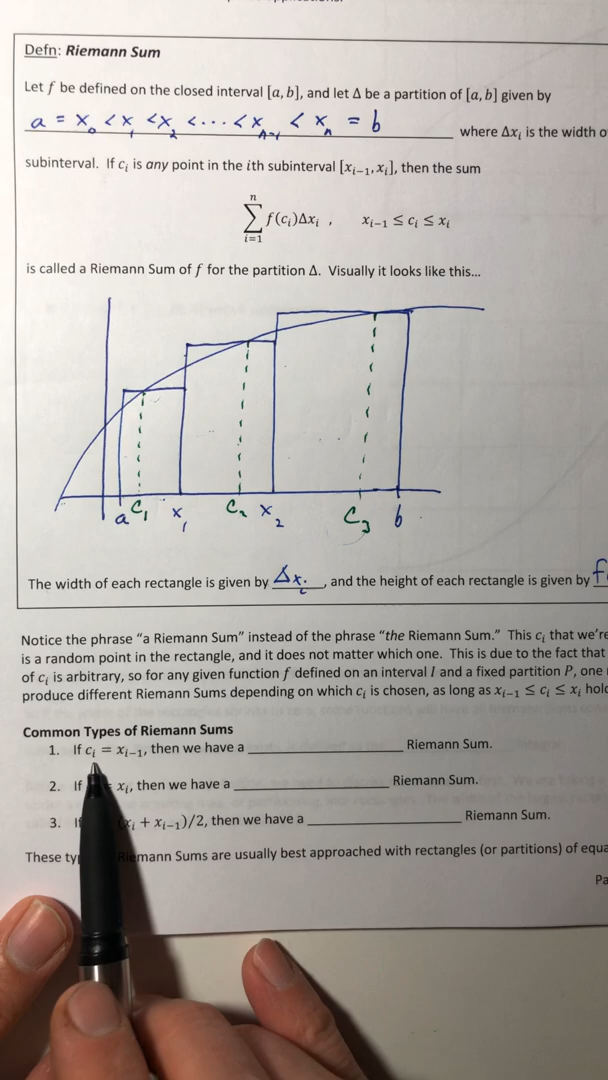 Defn: Riemann Sum
Let f be defined on the closed interval [a, b], and let Δ be a partition of [a, b] given by
a = x₀ < x₁ < x₂ < ... < xₙ₋₁ < xₙ = b where Δxᵢ is the width
subinterval. If cᵢ is any point in the ith subinterval [xᵢ₋₁, xᵢ], then the sum
n
∑ f(cᵢ)Δxᵢ , xᵢ₋₁ ≤ cᵢ ≤ xᵢ
i=1
is called a Riemann Sum of f for the partition Δ. Visually it looks like this...
a c₁ x₁ c₂ x₂ c₃ b
The width of each rectangle is given by Δxᵢ, and the height of each rectangle is given by f
Notice the phrase “a Riemann Sum” instead of the phrase “the Riemann Sum.” This cᵢ that we're
is a random point in the rectangle, and it does not matter which one. This is due to the fact that
of cᵢ is arbitrary, so for any given function f defined on an interval I and a fixed partition P, one
produce different Riemann Sums depending on which cᵢ is chosen, as long as xᵢ₋₁ ≤ cᵢ ≤ xᵢ
Common Types of Riemann Sums
1. If cᵢ = xᵢ₋₁, then we have a ____________ Riemann Sum.
2. If xᵢ, then we have a ____________ Riemann Sum.
3. xᵢ + xᵢ₋₁)/2, then we have a ____________ Riemann Sum.
These Riemann Sums are usually best approached with rectangles (or partitions) of